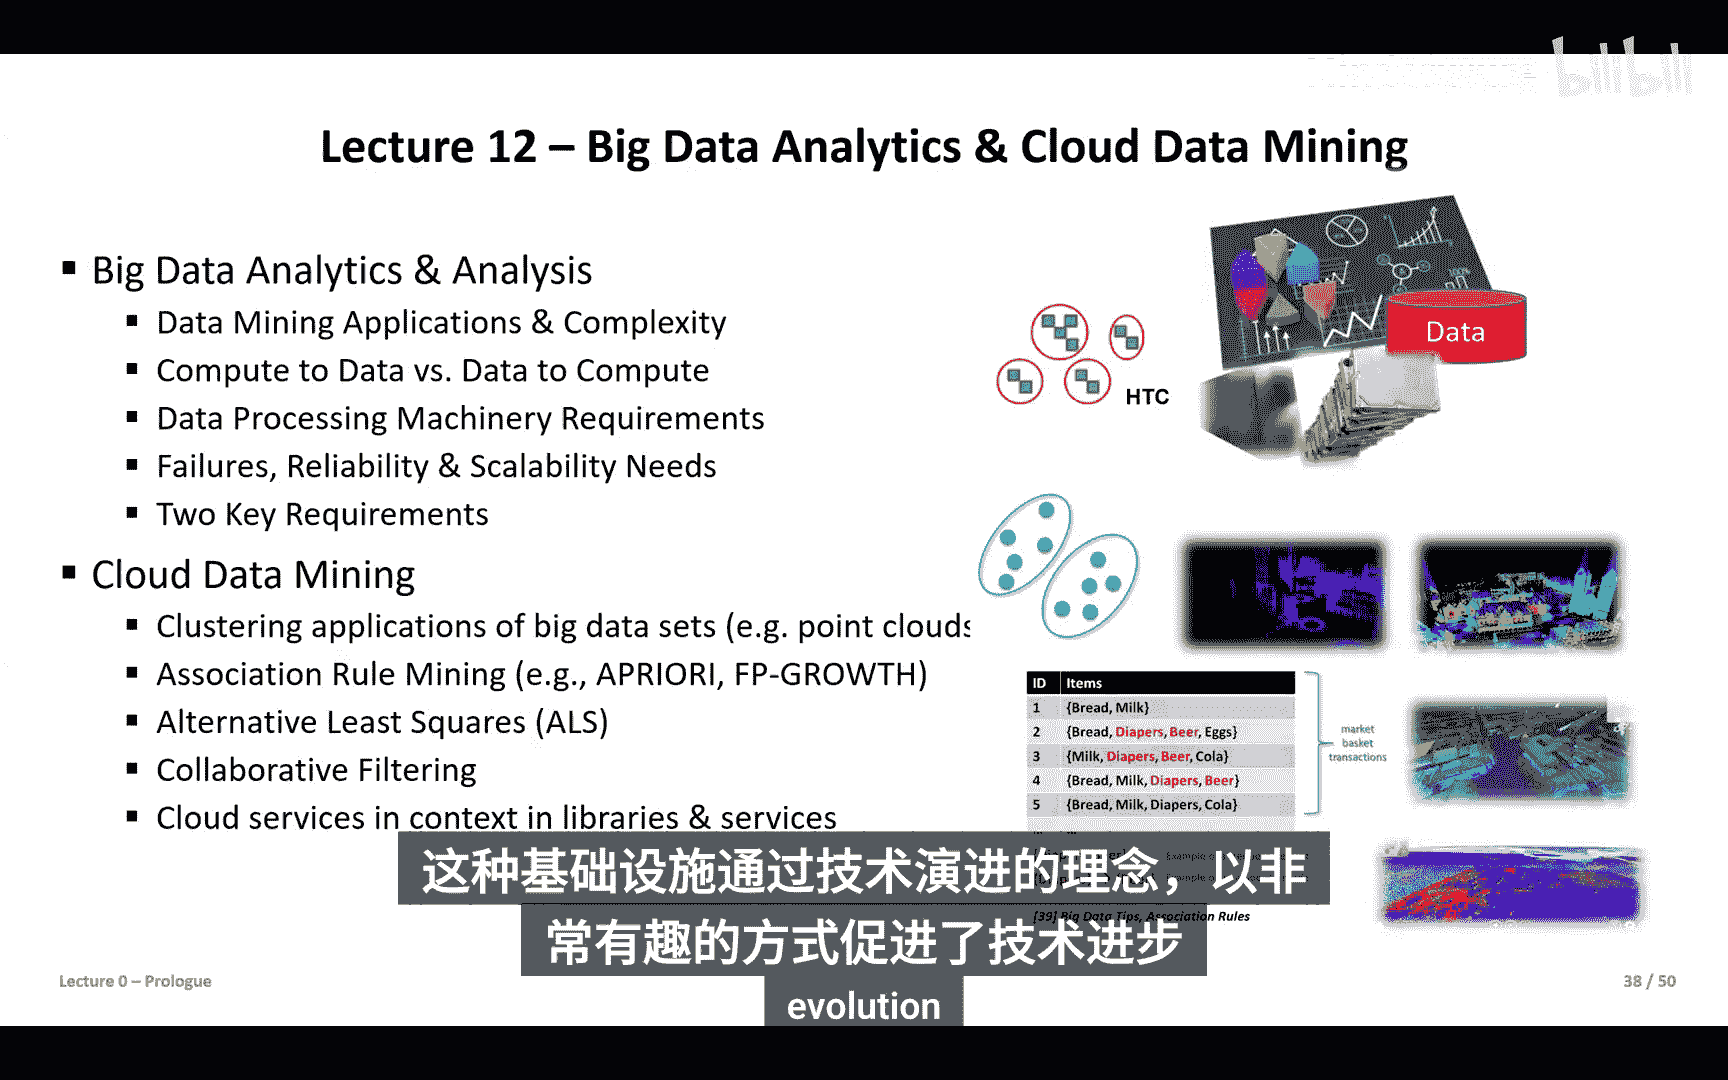 bilibili
Lecture 12 – Big Data Analytics & Cloud Data Mining
▪ Big Data Analytics & Analysis
▪ Data Mining Applications & Complexity
▪ Compute to Data vs. Data to Compute
▪ Data Processing Machinery Requirements
▪ Failures, Reliability & Scalability Needs
▪ Two Key Requirements
▪ Cloud Data Mining
▪ Clustering applications of big data sets (e.g. point clouds
▪ Association Rule Mining (e.g., APRIORI, FP-GROWTH)
▪ Alternative Least Squares (ALS)
▪ Collaborative Filtering
▪ Cloud services in context in libraries & services
HTC
Data
100%
ID Items
1 {Bread, Milk}
2 {Bread, Diapers, Beer, Eggs}
3 {Milk, Diapers, Beer, Cola}
4 {Bread, Milk, Diapers, Beer}
5 {Bread, Milk, Diapers, Cola}
market
basket
transactions
[39] Big Data Tips, Association Rules
这种基础设施通过技术演进的理念，以非
常有趣的方式促进了技术进步
evolution
Lecture 0 – Prologue
38 / 50